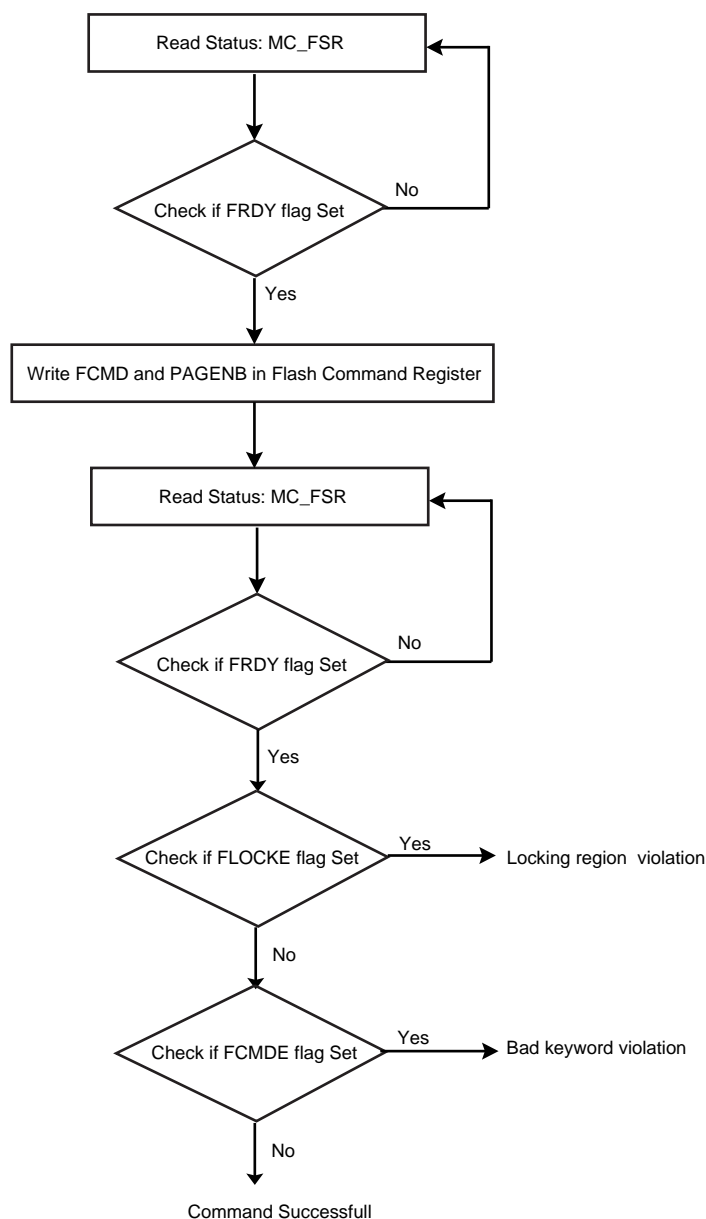 Read Status: MC_FSR
No
Check if FRDY flag Set
Yes
Write FCMD and PAGENB in Flash Command Register
Read Status: MC_FSR
No
Check if FRDY flag Set
Yes
Check if FLOCKE flag Set
Yes
Locking region violation
No
Check if FCMDE flag Set
Yes
Bad keyword violation
No
Command Successfull